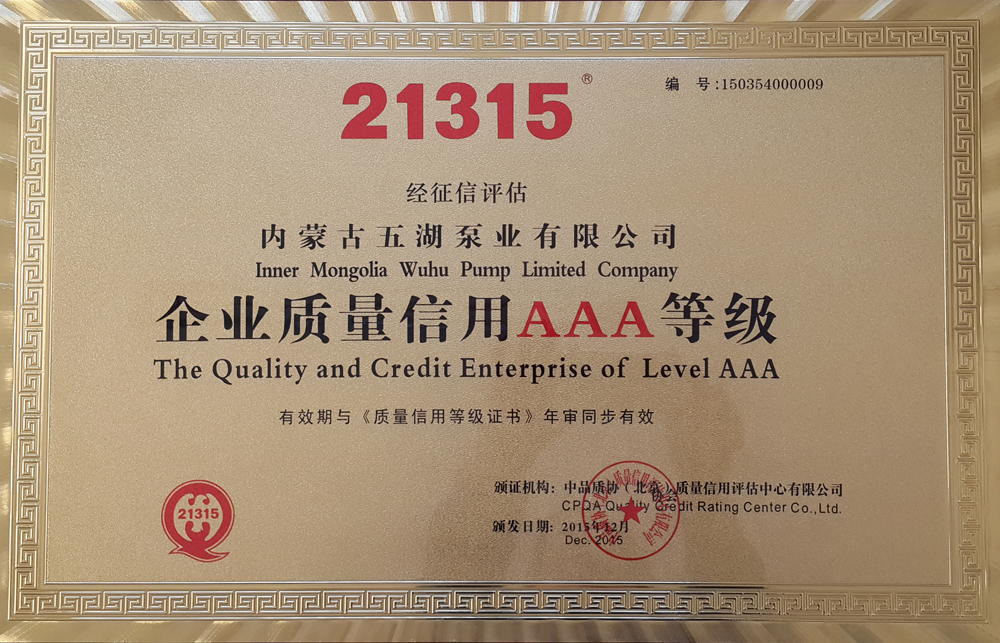 21315®
编 号:150354000009
经征信评估
内蒙古五湖泵业有限公司
Inner Mongolia Wuhu Pump Limited Company
企业质量信用AAA等级
The Quality and Credit Enterprise of Level AAA
有效期与《质量信用等级证书》年审同步有效
21315
颁证机构: 中品质协（北京）质量信用评估中心有限公司
CPQA Quality Credit Rating Center Co.,Ltd.
颁发日期: 2015年12月
Dec. 2015